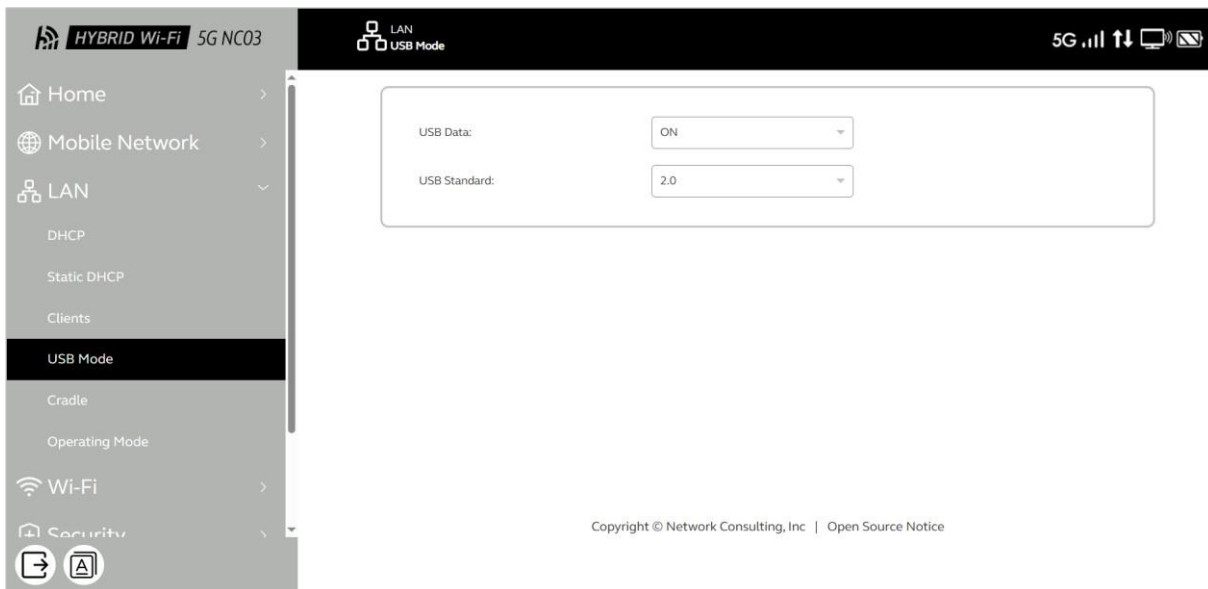 HYBRID Wi-Fi 5G NC03
LAN
USB Mode
5G
Home
Mobile Network
LAN
DHCP
Static DHCP
Clients
USB Mode
Cradle
Operating Mode
Wi-Fi
Security
A
USB Data: ON
USB Standard: 2.0
Copyright © Network Consulting, Inc | Open Source Notice